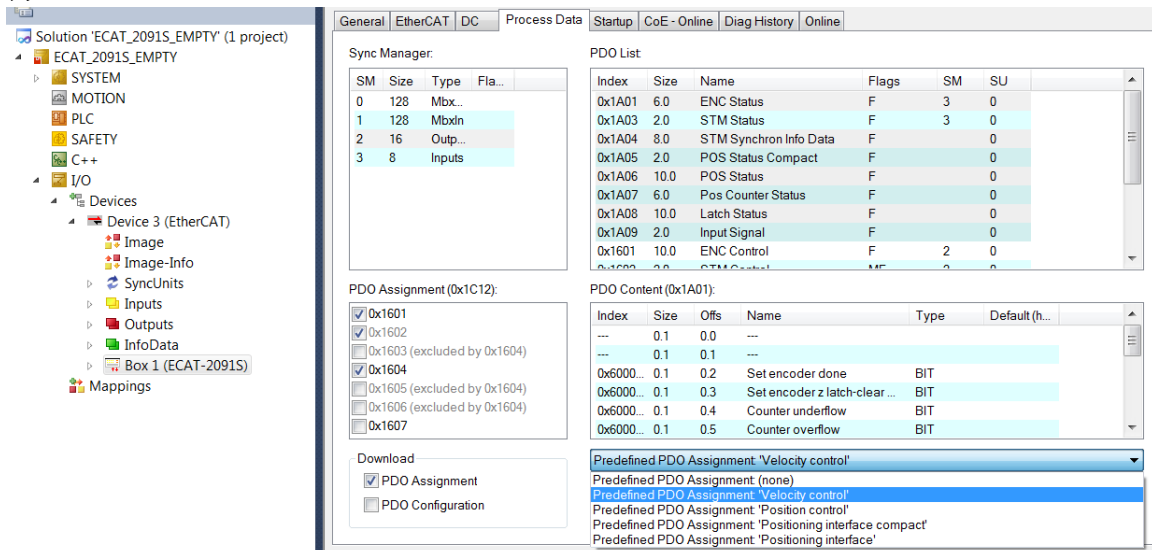 Solution 'ECAT_2091S_EMPTY' (1 project)
ECAT_2091S_EMPTY
SYSTEM
MOTION
PLC
SAFETY
C++
I/O
Devices
Device 3 (EtherCAT)
Image
Image-Info
SyncUnits
Inputs
Outputs
InfoData
Box 1 (ECAT-2091S)
Mappings
General EtherCAT DC Process Data Startup CoE - Online Diag History Online
Sync Manager:
SM Size Type Fla...
0 128 Mbx...
1 128 MbxIn
2 16 Outp...
3 8 Inputs
PDO List:
Index Size Name Flags SM SU
0x1A01 6.0 ENC Status F 3 0
0x1A03 2.0 STM Status F 3 0
0x1A04 8.0 STM Synchron Info Data F 0
0x1A05 2.0 POS Status Compact F 0
0x1A06 10.0 POS Status F 0
0x1A07 6.0 Pos Counter Status F 0
0x1A08 10.0 Latch Status F 0
0x1A09 2.0 Input Signal F 0
0x1601 10.0 ENC Control F 2 0
PDO Assignment (0x1C12):
0x1601
0x1602
0x1603 (excluded by 0x1604)
0x1604
0x1605 (excluded by 0x1604)
0x1606 (excluded by 0x1604)
0x1607
PDO Content (0x1A01):
Index Size Offs Name Type Default (h...
--- 0.1 0.0 ---
--- 0.1 0.1 ---
0x6000... 0.1 0.2 Set encoder done BIT
0x6000... 0.1 0.3 Set encoder z latch-clear ... BIT
0x6000... 0.1 0.4 Counter underflow BIT
0x6000... 0.1 0.5 Counter overflow BIT
Download
PDO Assignment
PDO Configuration
Predefined PDO Assignment: 'Velocity control'
Predefined PDO Assignment: (none)
Predefined PDO Assignment: 'Velocity control'
Predefined PDO Assignment: 'Position control'
Predefined PDO Assignment: 'Positioning interface compact'
Predefined PDO Assignment: 'Positioning interface'